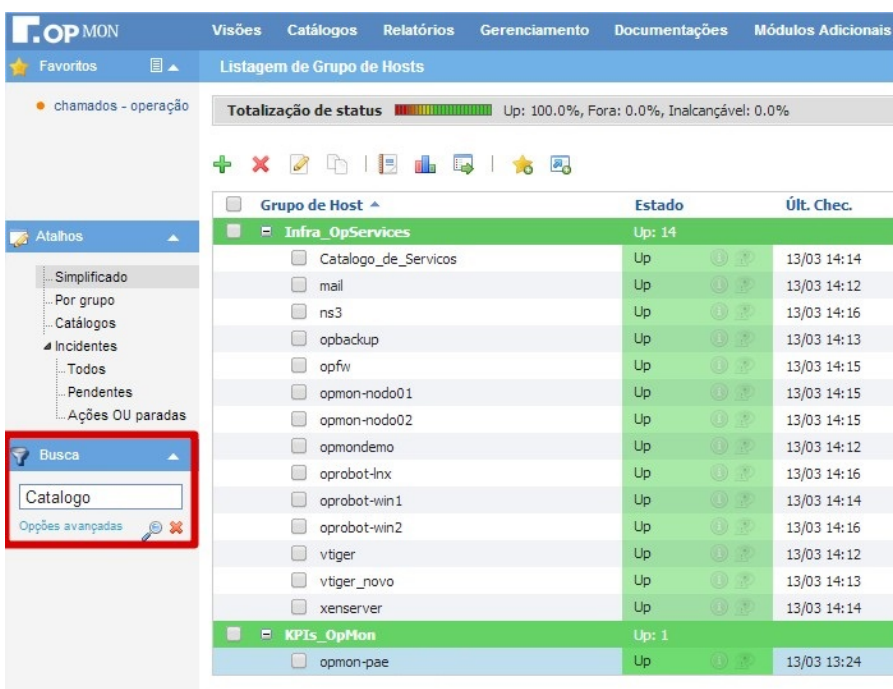 OPMON
Visões Catálogos Relatórios Gerenciamento Documentações Módulos Adicionais
Favoritos
chamados - operação
Atalhos
Simplificado
Por grupo
Catálogos
Incidentes
Todos
Pendentes
Ações OU paradas
Busca
Catalogo
Opções avançadas
Listagem de Grupo de Hosts
Totalização de status Up: 100.0%, Fora: 0.0%, Inalcançável: 0.0%
Grupo de Host Estado Últ. Chec.
Infra_OpServices Up: 14
Catalogo_de_Servicos Up 13/03 14:14
mail Up 13/03 14:12
ns3 Up 13/03 14:16
opbackup Up 13/03 14:13
opfw Up 13/03 14:15
opmon-nodo01 Up 13/03 14:15
opmon-nodo02 Up 13/03 14:15
opmondemo Up 13/03 14:12
oprobot-lnx Up 13/03 14:16
oprobot-win1 Up 13/03 14:14
oprobot-win2 Up 13/03 14:16
vtiger Up 13/03 14:12
vtiger_novo Up 13/03 14:13
xenserver Up 13/03 14:14
KPIs_OpMon Up: 1
opmon-pae Up 13/03 13:24